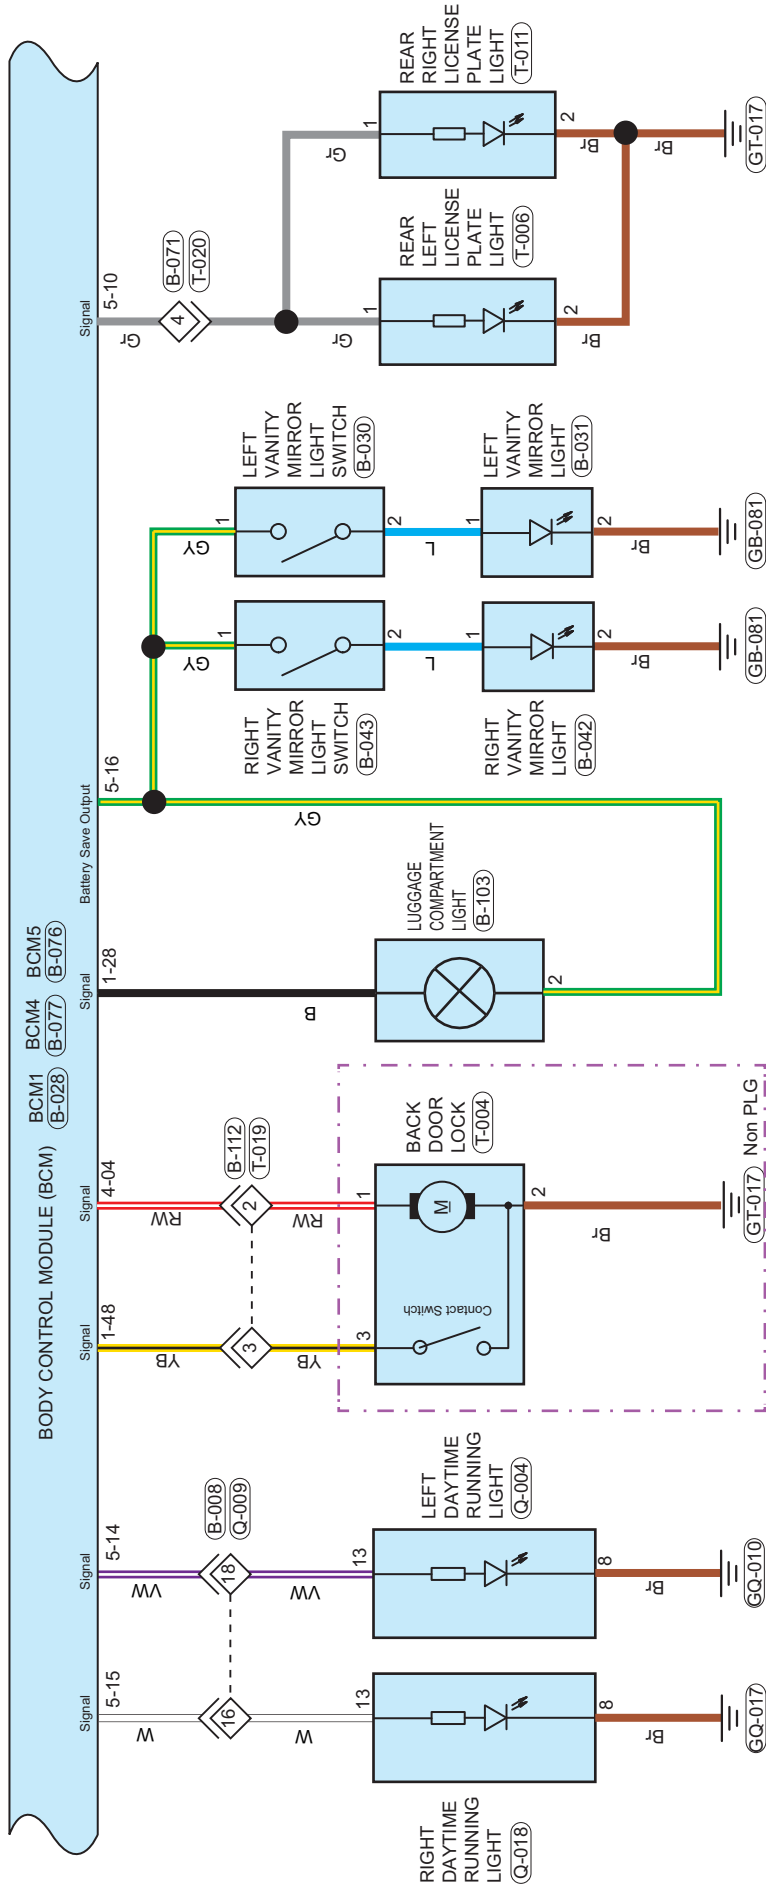 BODY CONTROL MODULE (BCM)
BCM1
B-028
BCM4
B-077
BCM5
B-076
Signal
5-15
W
16
W
13
RIGHT
DAYTIME
RUNNING
LIGHT
Q-018
8
Br
GQ-017
Signal
5-14
VW
18
B-008
Q-009
VW
13
LEFT
DAYTIME
RUNNING
LIGHT
Q-004
8
Br
GQ-010
Signal
1-48
YB
3
YB
3
Contact Switch
Signal
4-04
RW
2
B-112
T-019
RW
1
M
BACK
DOOR
LOCK
T-004
2
Br
GT-017
Non PLG
Signal
1-28
B
LUGGAGE
COMPARTMENT
LIGHT
B-103
2
Battery Save Output
5-16
GY
GY
1
RIGHT
VANITY
MIRROR
LIGHT
SWITCH
B-043
2
L
1
RIGHT
VANITY
MIRROR
LIGHT
B-042
2
Br
GB-081
GY
1
LEFT
VANITY
MIRROR
LIGHT
SWITCH
B-030
2
L
1
LEFT
VANITY
MIRROR
LIGHT
B-031
2
Br
GB-081
Signal
5-10
Gr
4
B-071
T-020
Gr
1
REAR
LEFT
LICENSE
PLATE
LIGHT
T-006
2
Br
Gr
1
REAR
RIGHT
LICENSE
PLATE
LIGHT
T-011
2
Br
Br
GT-017